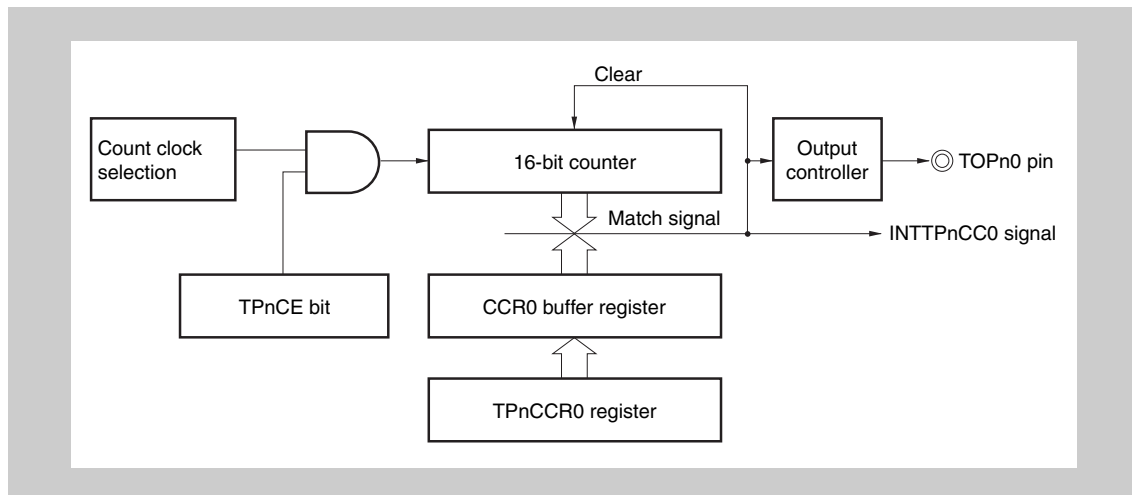 Clear
Count clock
selection
16-bit counter
Output
controller
TOPn0 pin
Match signal
INTTPnCC0 signal
TPnCE bit
CCR0 buffer register
TPnCCR0 register